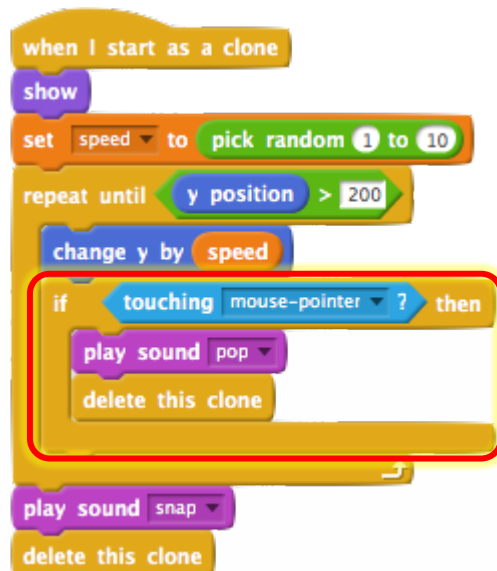 when I start as a clone
show
set speed to pick random 1 to 10
repeat until y position > 200
change y by speed
if touching mouse-pointer ? then
play sound pop
delete this clone
play sound snap
delete this clone